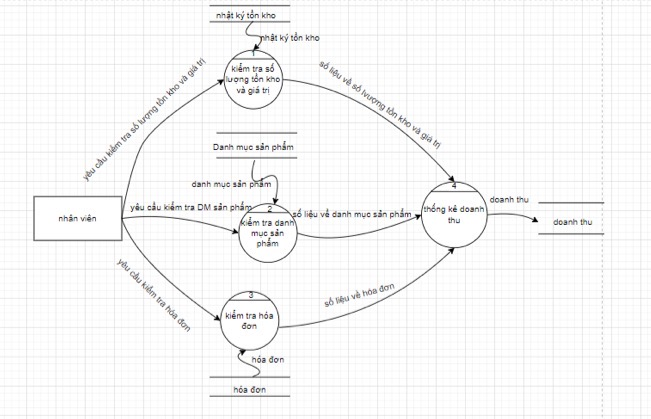 nhật ký tồn kho
nhật ký tồn kho
1
kiểm tra số
lượng tồn kho
và giá trị
yêu cầu kiểm tra số lượng tồn kho và giá trị
số liệu về số lvượng tồn kho và giá trị
Danh mục sản phẩm
danh mục sản phẩm
nhân viên
yêu cầu kiểm tra DM sản phẩm
2
kiểm tra danh
mục sản
phẩm
số liệu về danh mục sản phẩm
4
thống kê doanh
thu
doanh thu
doanh thu
yêu cầu kiểm tra hóa đơn
3
kiểm tra hóa
đơn
số liệu về hóa đơn
hóa đơn
hóa đơn